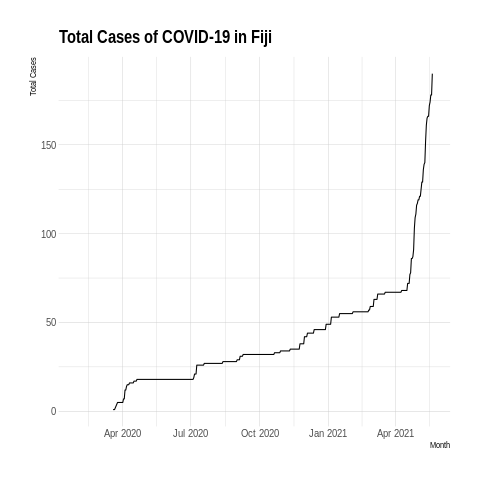 Total Cases of COVID-19 in Fiji
Total Cases
150
100
50
0
Apr 2020 Jul 2020 Oct 2020 Jan 2021 Apr 2021
Month